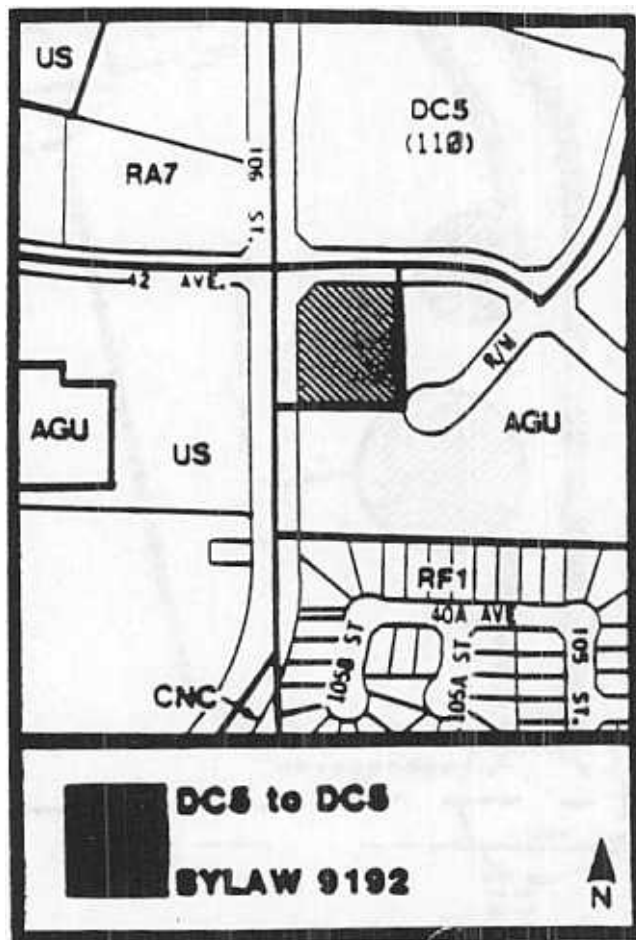 US
DC5
(110)
RA7
106
ST.
42 AVE.
R/W
AGU
US
AGU
RF1
40A AVE
105B ST
105A ST
105
ST.
CNC
DC5 to DC5
BYLAW 9192
N